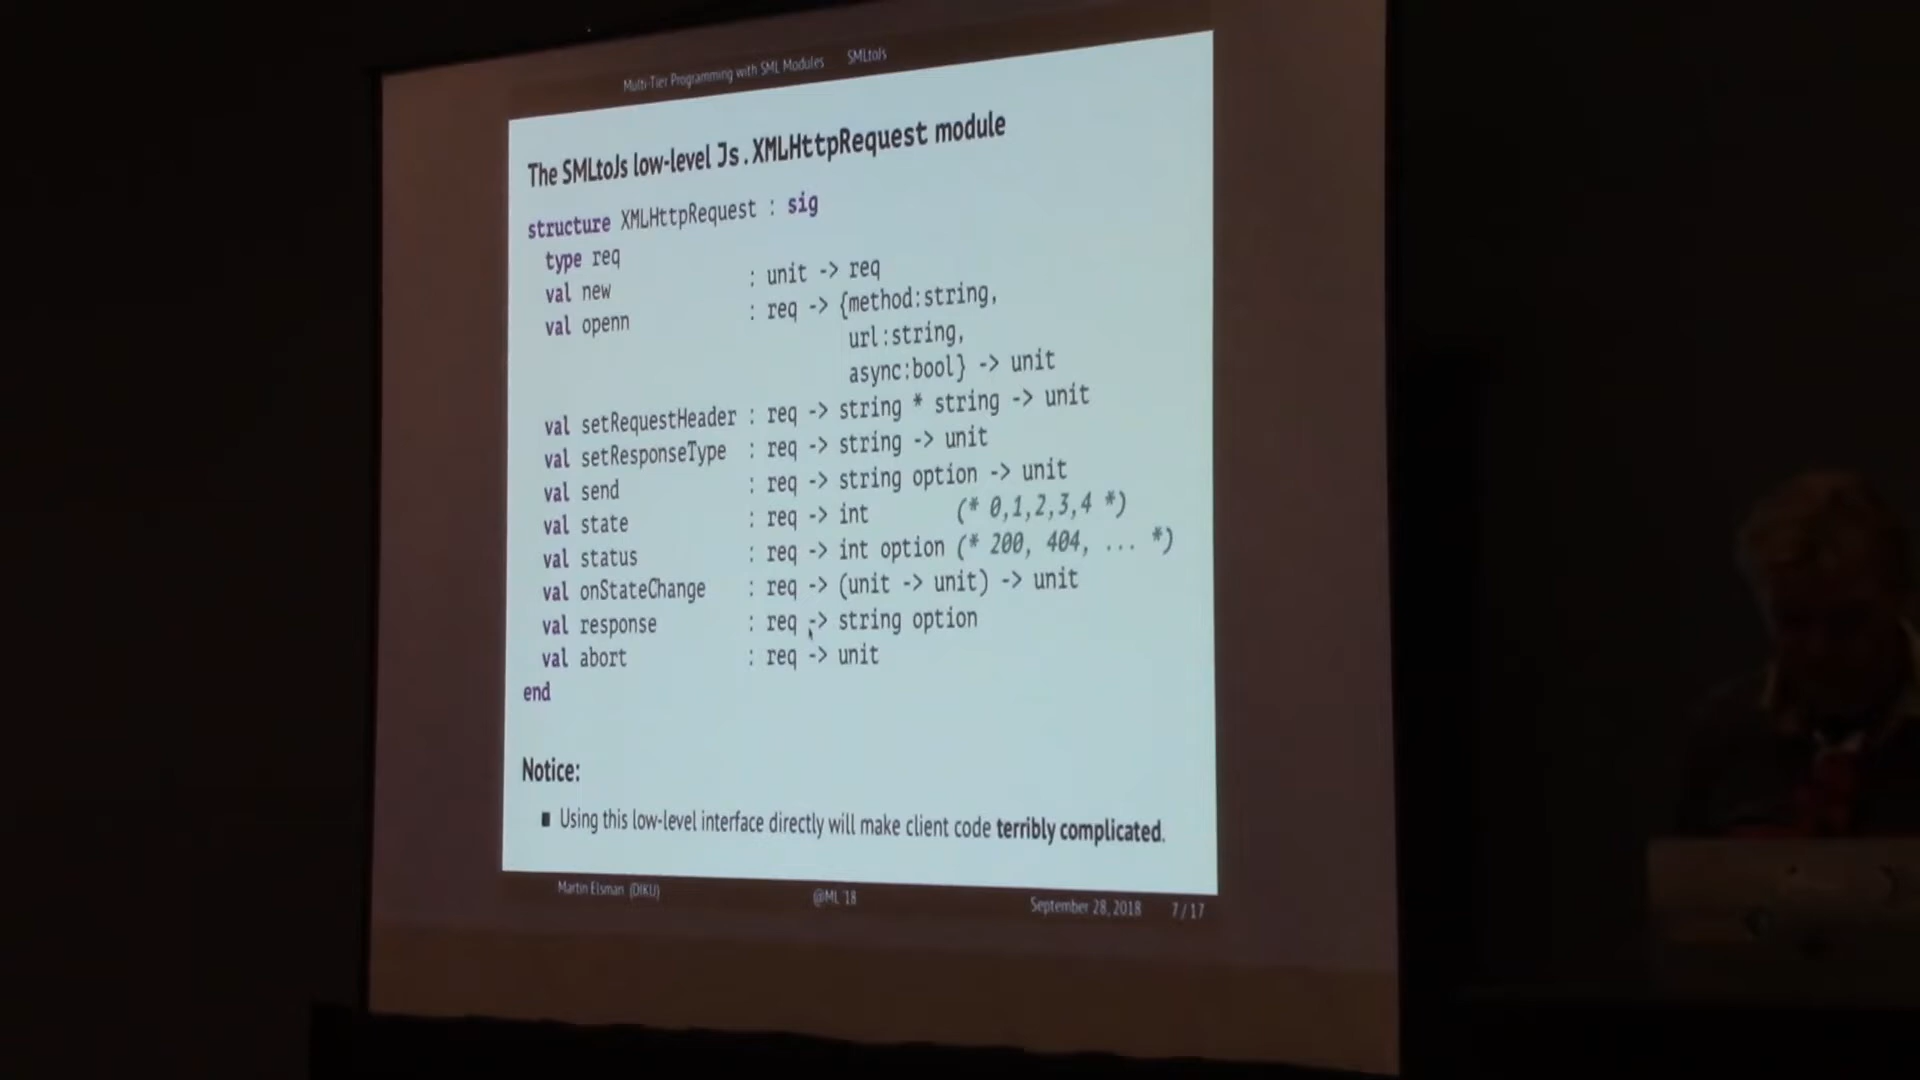 Multi-Tier Programming with SML Modules SMLtoJs
The SMLtoJs low-level Js.XMLHttpRequest module
structure XMLHttpRequest : sig
type req
val new : unit -> req
val openn : req -> {method:string,
url:string,
async:bool} -> unit
val setRequestHeader : req -> string * string -> unit
val setResponseType : req -> string -> unit
val send : req -> string option -> unit
val state : req -> int (* 0,1,2,3,4 *)
val status : req -> int option (* 200, 404, ... *)
val onStateChange : req -> (unit -> unit) -> unit
val response : req -> string option
val abort : req -> unit
end
Notice:
■ Using this low-level interface directly will make client code terribly complicated.
Martin Elsman (DIKU) @ML '18 September 28, 2018 7 / 17